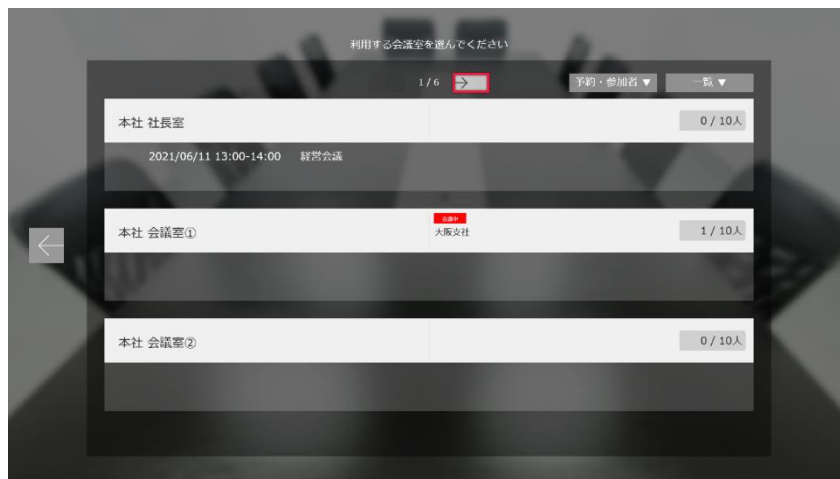 利用する会議室を選んでください
1 / 6
予約・参加者 ▼
一覧 ▼
本社 社長室
0 / 10人
2021/06/11 13:00-14:00 経営会議
本社 会議室①
会議中
大阪支社
1 / 10人
本社 会議室②
0 / 10人